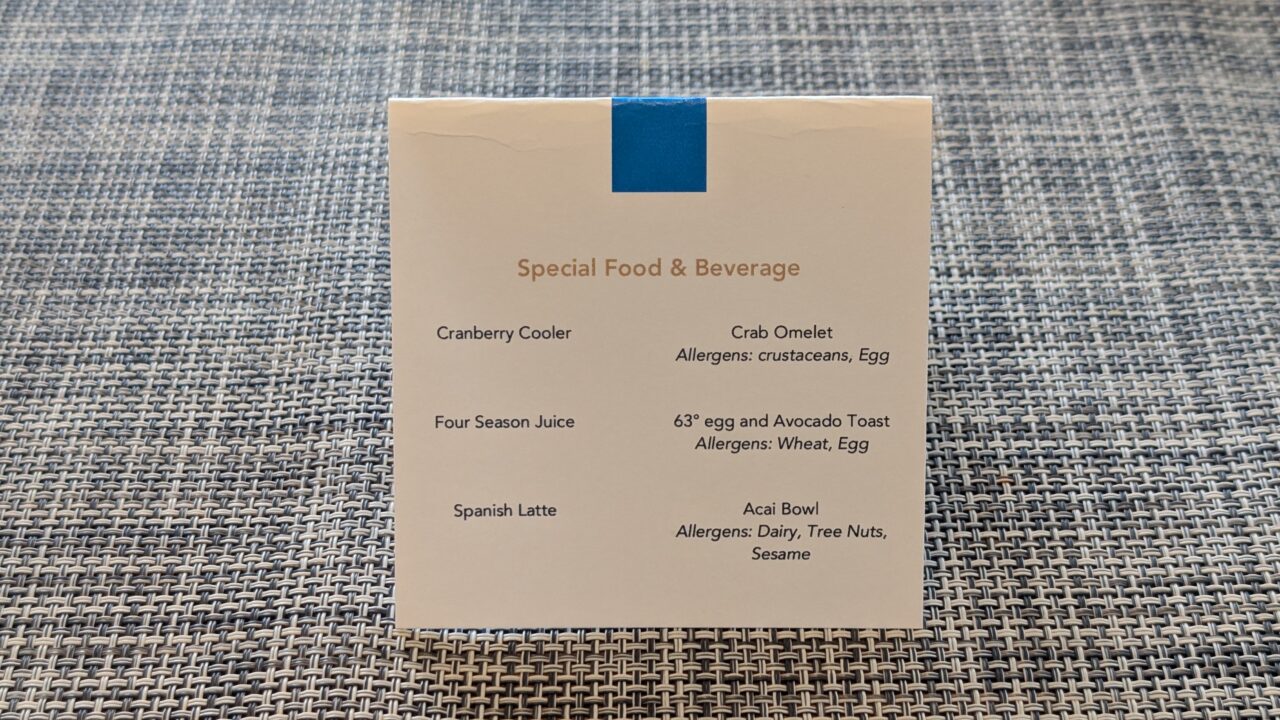 Special Food & Beverage
Cranberry Cooler
Crab Omelet
Allergens: crustaceans, Egg
Four Season Juice
63° egg and Avocado Toast
Allergens: Wheat, Egg
Spanish Latte
Acai Bowl
Allergens: Dairy, Tree Nuts,
Sesame